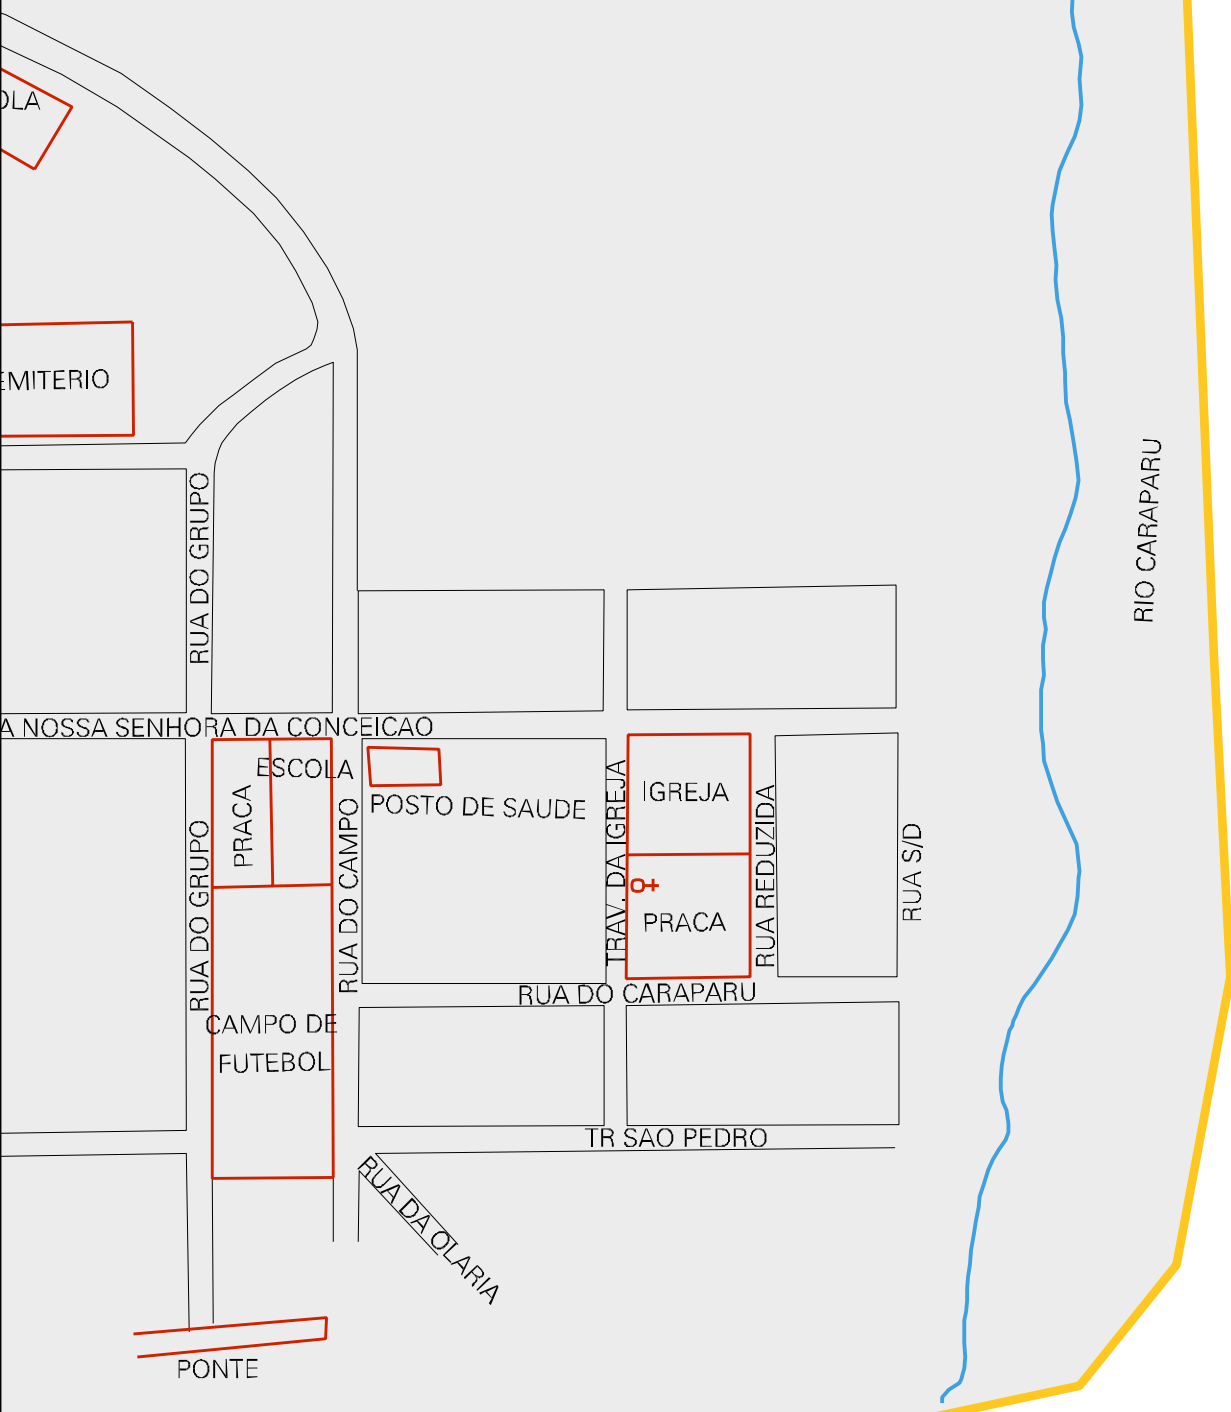 OLA
EMITERIO
RUA DO GRUPO
RIO CARAPARU
A NOSSA SENHORA DA CONCEICAO
ESCOLA
PRACA
POSTO DE SAUDE
IGREJA
TRAV. DA IGREJA
RUA REDUZIDA
RUA S/D
RUA DO GRUPO
RUA DO CAMPO
PRACA
RUA DO CARAPARU
CAMPO DE
FUTEBOL
TR SAO PEDRO
RUA DA OLARIA
PONTE